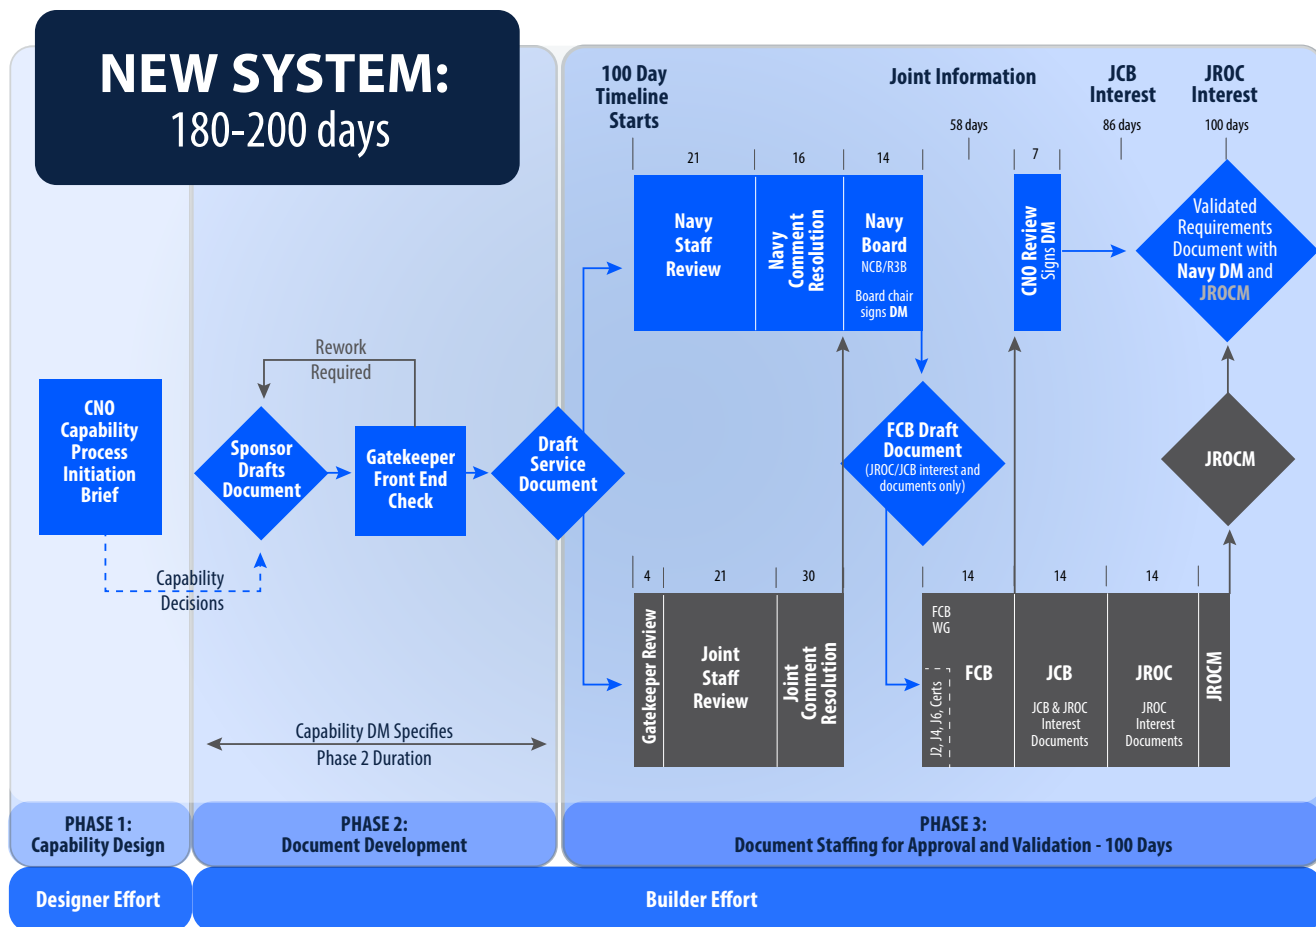 NEW SYSTEM:
180-200 days
100 Day
Timeline
Starts
Joint Information
JCB
Interest
JROC
Interest
58 days
86 days
100 days
21
16
14
7
Navy
Staff
Review
Navy
Comment
Resolution
Navy
Board
NCB/R3B
Board chair
signs DM
CNO Review
Signs DM
Validated
Requirements
Document with
Navy DM and
JROCM
Rework
Required
CNO
Capability
Process
Initiation
Brief
Sponsor
Drafts
Document
Gatekeeper
Front End
Check
Draft
Service
Document
FCB Draft
Document
(JROC/JCB interest and
documents only)
JROCM
Capability
Decisions
4
21
30
14
14
14
Gatekeeper Review
Joint
Staff
Review
Joint
Comment
Resolution
FCB
WG
J2, J4, J6, Certs
FCB
JCB
JCB & JROC
Interest
Documents
JROC
JROC
Interest
Documents
JROCM
Capability DM Specifies
Phase 2 Duration
PHASE 1:
Capability Design
PHASE 2:
Document Development
PHASE 3:
Document Staffing for Approval and Validation - 100 Days
Designer Effort
Builder Effort